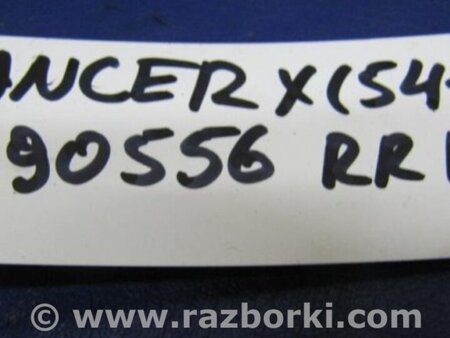 ANCER X(54-
90556 RR
© www.razborki.com